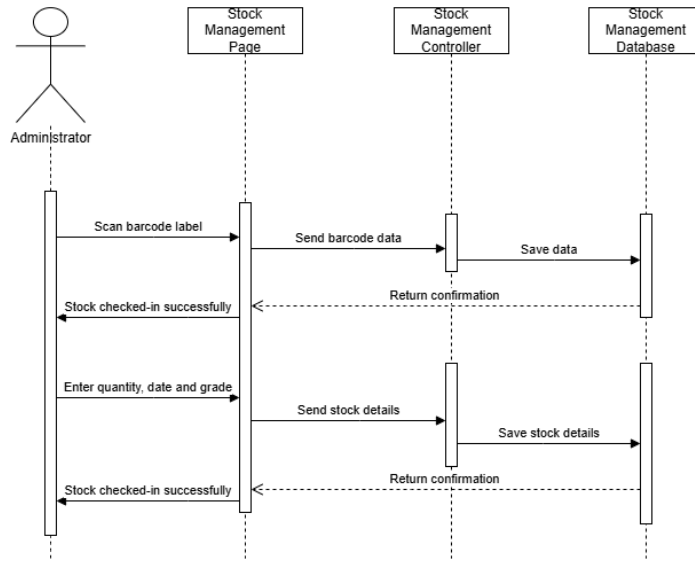 Stock
Management
Page
Stock
Management
Controller
Stock
Management
Database
Administrator
Scan barcode label
Send barcode data
Save data
Return confirmation
Stock checked-in successfully
Enter quantity, date and grade
Send stock details
Save stock details
Return confirmation
Stock checked-in successfully